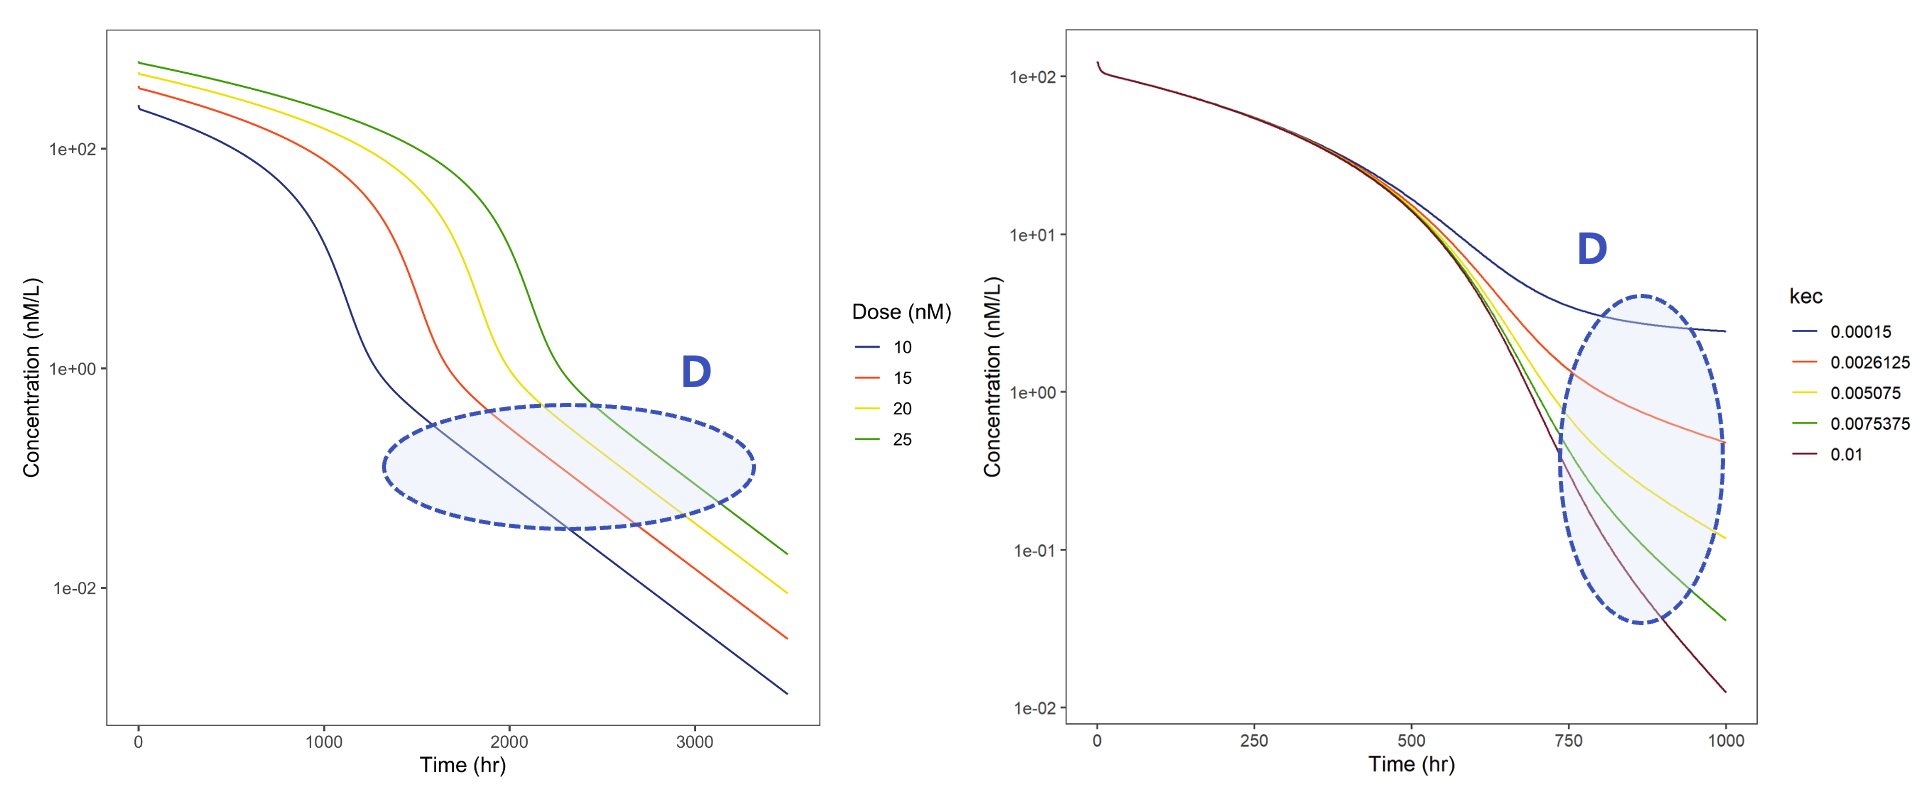 Concentration (nM/L)
1e+02
1e+00
1e-02
0
1000
2000
3000
Time (hr)
D
Dose (nM)
10
15
20
25
Concentration (nM/L)
1e+02
1e+01
1e+00
1e-01
1e-02
0
250
500
750
1000
Time (hr)
D
kec
0.00015
0.0026125
0.005075
0.0075375
0.01